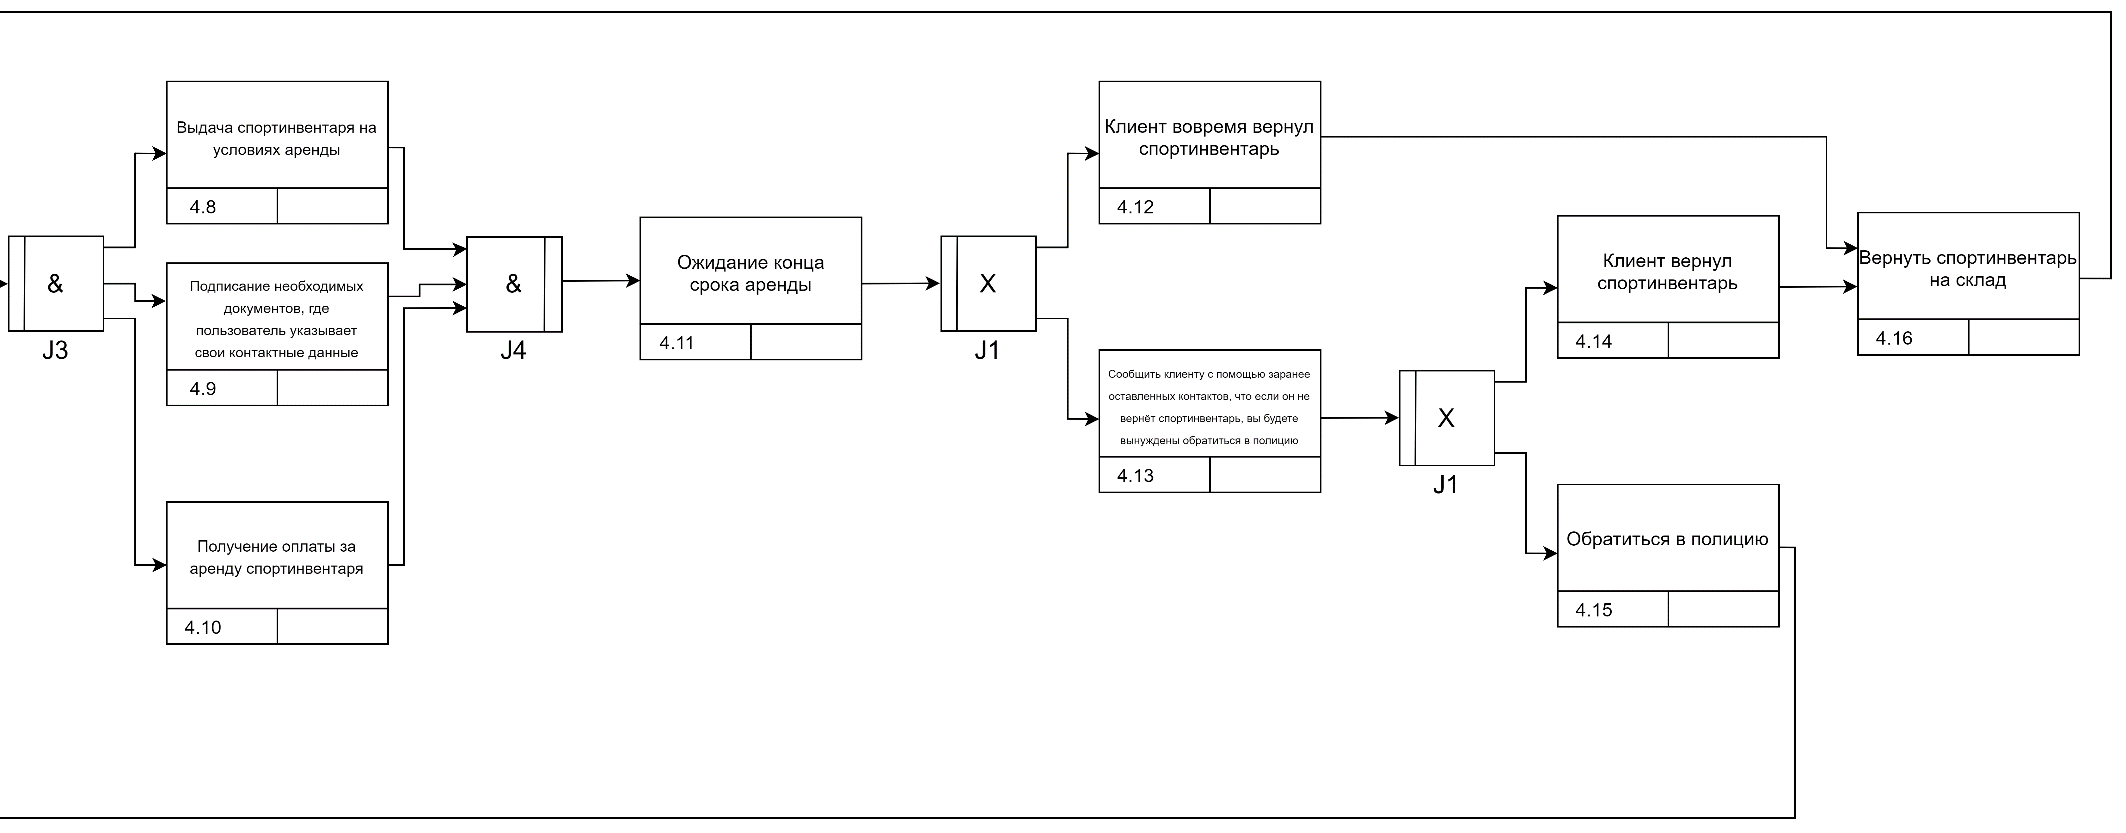 &
J3
Выдача спортинвентаря на
условиях аренды
4.8
Подписание необходимых
документов, где
пользователь указывает
свои контактные данные
4.9
Получение оплаты за
аренду спортинвентаря
4.10
&
J4
Ожидание конца
срока аренды
4.11
X
J1
Клиент вовремя вернул
спортинвентарь
4.12
Сообщить клиенту с помощью заранее
оставленных контактов, что если он не
вернёт спортинвентарь, вы будете
вынуждены обратиться в полицию
4.13
X
J1
Клиент вернул
спортинвентарь
4.14
Обратиться в полицию
4.15
Вернуть спортинвентарь
на склад
4.16